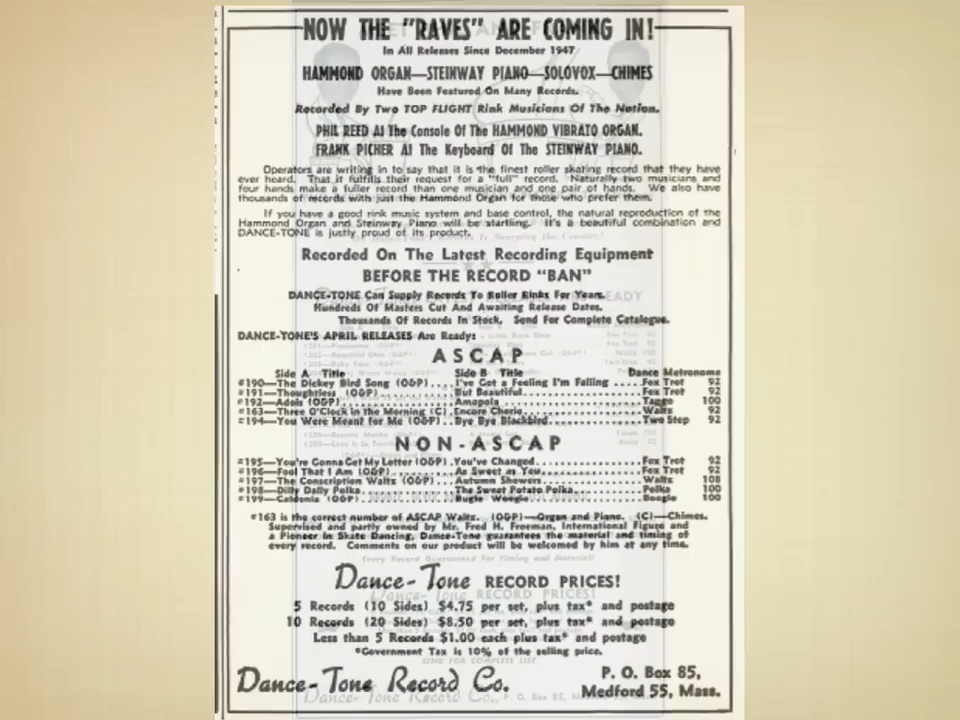 NOW THE "RAVES" ARE COMING IN!
In All Releases Since December 1947
HAMMOND ORGAN—STEINWAY PIANO—SOLOVOX—CHIMES
Have Been Featured On Many Records.
Recorded By Two TOP FLIGHT Rink Musicians Of The Nation.
PHIL REED At The Console Of The HAMMOND VIBRATO ORGAN.
FRANK PICHER At The Keyboard Of The STEINWAY PIANO.
Operators are writing in to say that it is the finest roller skating record that they have
ever heard. That it fulfills their request for a "full" record. Naturally two musicians and
four hands make a fuller record than one musician and one pair of hands. We also have
thousands of records with just the Hammond Organ for those who prefer them.
If you have a good rink music system and base control, the natural reproduction of the
Hammond Organ and Steinway Piano will be startling. It's a beautiful combination and
DANCE-TONE is justly proud of its product.
Recorded On The Latest Recording Equipment
BEFORE THE RECORD "BAN"
DANCE-TONE Can Supply Records To Roller Rinks For Years.
Hundreds Of Masters Cut And Awaiting Release Dates.
Thousands Of Records In Stock. Send For Complete Catalogue.
DANCE-TONE'S APRIL RELEASES Are Ready:
ASCAP
Side A Title Side B Title Dance Metronome
#190—The Dickey Bird Song (O&P)....I've Got a Feeling I'm Falling .....Fox Trot 92
#191—Thoughtless (O&P)..............But Beautiful........................Fox Trot 92
#192—Adois (O&P)..................Amapola..........................Tango 100
#163—Three O'Clock in the Morning (C).Encore Cherio......................Waltz 92
#194—You Were Meant for Me (O&P)..Bye Bye Blackbird..................Two Step 92
NON-ASCAP
#195—You're Gonna Get My Letter (O&P).You've Changed.....................Fox Trot 92
#196—Fool That I Am (O&P)..........As Sweet as You....................Fox Trot 92
#197—The Conscription Waltz (O&P)...Autumn Showers...................Waltz 108
#198—Dilly Dally Polka...............The Sweet Potato Polka..............Polka 100
#199—Caldonia (O&P)................Bugle Woogie.......................Boogie 100
#163 is the correct number of ASCAP Waltz. (O&P)—Organ and Piano. (C)—Chimes.
Supervised and partly owned by Mr. Fred H. Freeman, International Figure and
a Pioneer in Skate Dancing, Dance-Tone guarantees the material and timing of
every record. Comments on our product will be welcomed by him at any time.
Every Record Guaranteed For Timing and Material!
Dance-Tone RECORD PRICES!
5 Records (10 Sides) $4.75 per set, plus tax* and postage
10 Records (20 Sides) $8.50 per set, plus tax* and postage
Less than 5 Records $1.00 each plus tax* and postage
*Government Tax is 10% of the selling price.
SEND FOR COMPLETE LIST
Dance-Tone Record Co. P. O. Box 85,
Medford 55, Mass.